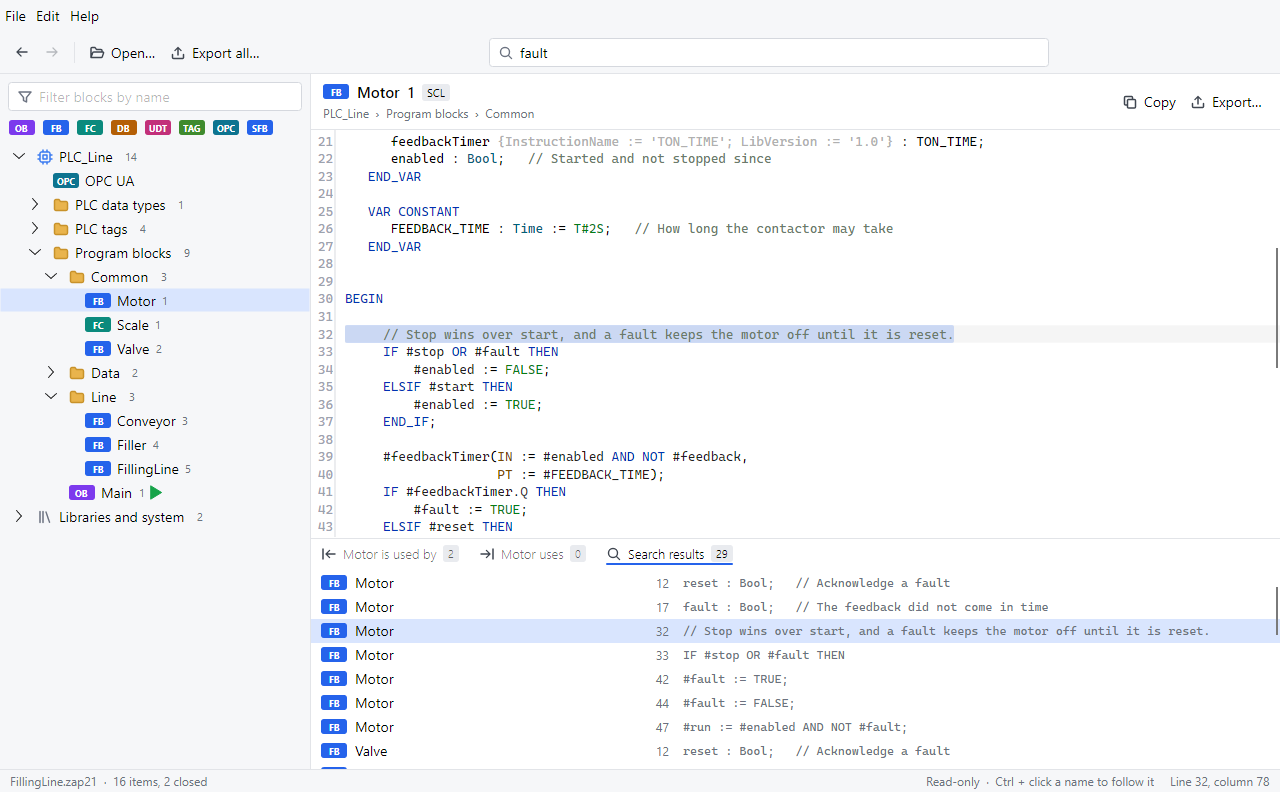 File Edit Help
Open... Export all... fault
Filter blocks by name
OB FB FC DB UDT TAG OPC SFB
PLC_Line 14
OPC OPC UA
PLC data types 1
PLC tags 4
Program blocks 9
Common 3
FB Motor 1
FC Scale 1
FB Valve 2
Data 2
Line 3
FB Conveyor 3
FB Filler 4
FB FillingLine 5
OB Main 1
Libraries and system 2
FB Motor 1 SCL
PLC_Line › Program blocks › Common
Copy Export...
21 feedbackTimer {InstructionName := 'TON_TIME'; LibVersion := '1.0'} : TON_TIME;
22 enabled : Bool; // Started and not stopped since
23 END_VAR
24
25 VAR CONSTANT
26 FEEDBACK_TIME : Time := T#2S; // How long the contactor may take
27 END_VAR
28
29
30 BEGIN
31
32 // Stop wins over start, and a fault keeps the motor off until it is reset.
33 IF #stop OR #fault THEN
34 #enabled := FALSE;
35 ELSIF #start THEN
36 #enabled := TRUE;
37 END_IF;
38
39 #feedbackTimer(IN := #enabled AND NOT #feedback,
40 PT := #FEEDBACK_TIME);
41 IF #feedbackTimer.Q THEN
42 #fault := TRUE;
43 ELSIF #reset THEN
Motor is used by 2 Motor uses 0 Search results 29
FB Motor 12 reset : Bool; // Acknowledge a fault
FB Motor 17 fault : Bool; // The feedback did not come in time
FB Motor 32 // Stop wins over start, and a fault keeps the motor off until it is reset.
FB Motor 33 IF #stop OR #fault THEN
FB Motor 42 #fault := TRUE;
FB Motor 44 #fault := FALSE;
FB Motor 47 #run := #enabled AND NOT #fault;
FB Valve 12 reset : Bool; // Acknowledge a fault
FillingLine.zap21 · 16 items, 2 closed
Read-only · Ctrl + click a name to follow it Line 32, column 78